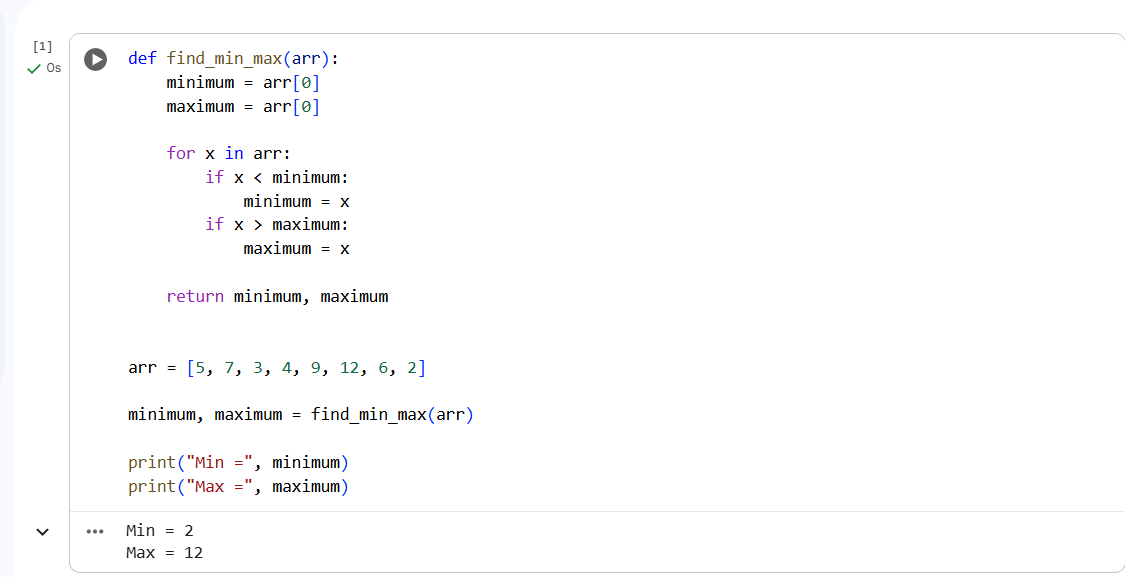 [1]
0s
def find_min_max(arr):
    minimum = arr[0]
    maximum = arr[0]

    for x in arr:
        if x < minimum:
            minimum = x
        if x > maximum:
            maximum = x

    return minimum, maximum


arr = [5, 7, 3, 4, 9, 12, 6, 2]

minimum, maximum = find_min_max(arr)

print("Min =", minimum)
print("Max =", maximum)
Min = 2
Max = 12